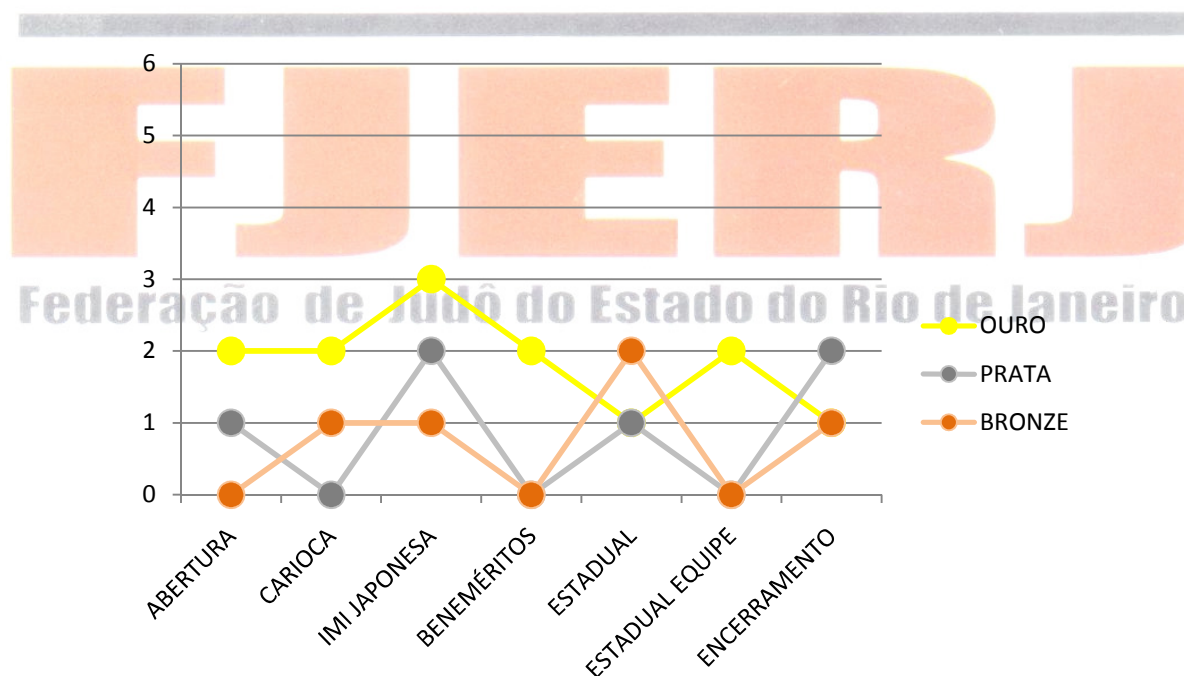 FJERJ
Federação de Judô do Estado do Rio de Janeiro
6
5
4
3
2
1
0
ABERTURA
CARIOCA
IMI JAPONESA
BENEMÉRITOS
ESTADUAL
ESTADUAL EQUIPE
ENCERRAMENTO
OURO
PRATA
BRONZE